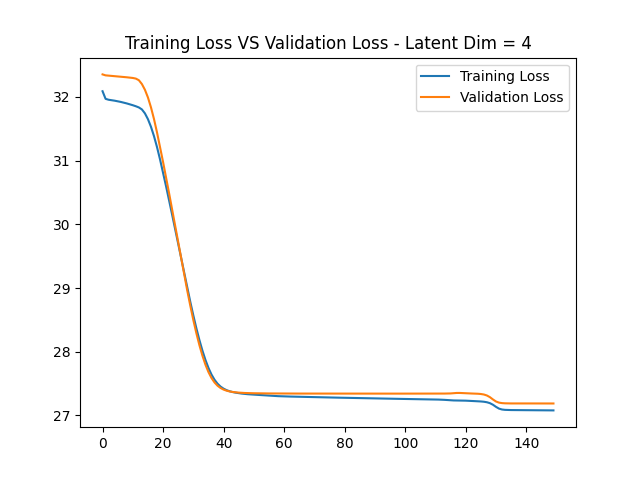 Training Loss VS Validation Loss - Latent Dim = 4
Training Loss
Validation Loss
32
31
30
29
28
27
0 20 40 60 80 100 120 140